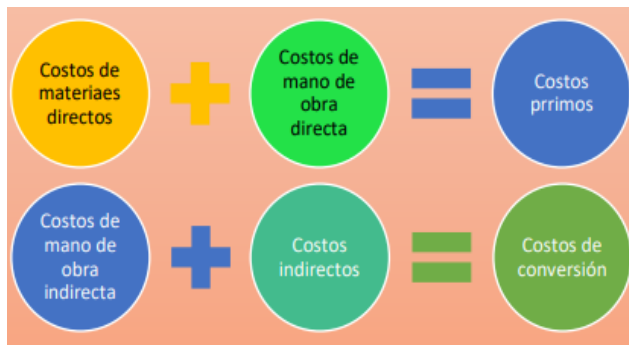 Costos de
materiaes
directos
Costos de
mano de
obra
directa
Costos
prrimos
Costos de
mano de
obra
indirecta
Costos
indirectos
Costos de
conversión